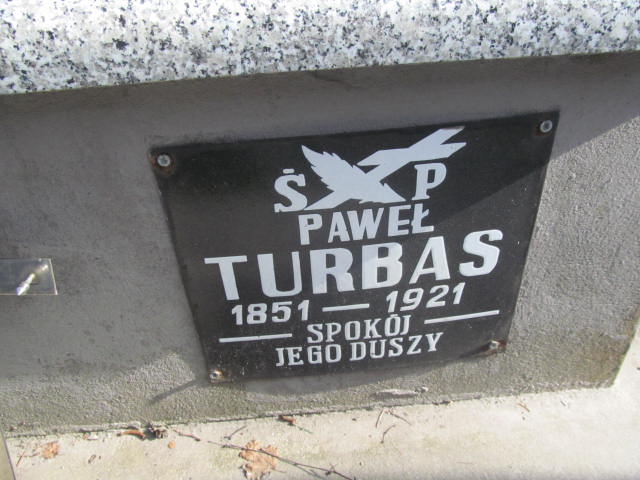 Ś P
PAWEŁ
TURBAS
1851 — 1921
SPOKÓJ
JEGO DUSZY